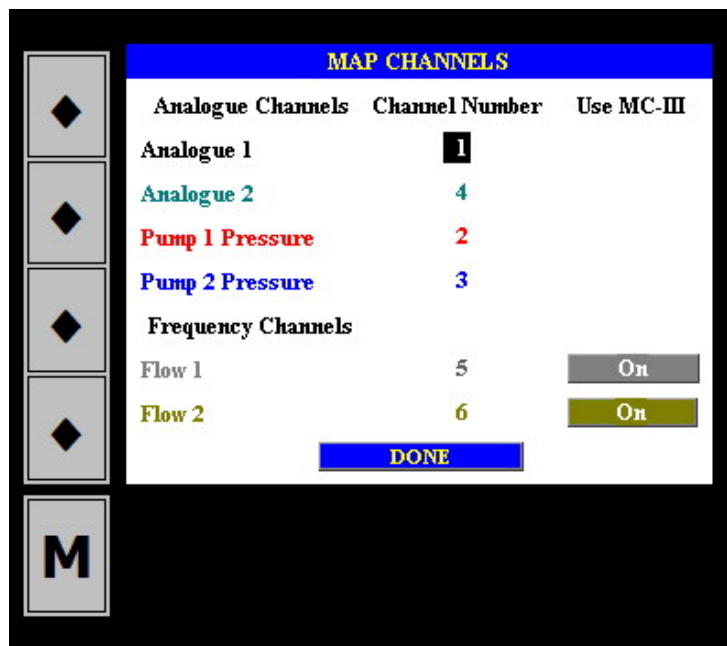 MAP CHANNELS
Analogue Channels Channel Number Use MC-III
Analogue 1 1
Analogue 2 4
Pump 1 Pressure 2
Pump 2 Pressure 3
Frequency Channels
Flow 1 5 On
Flow 2 6 On
DONE
M